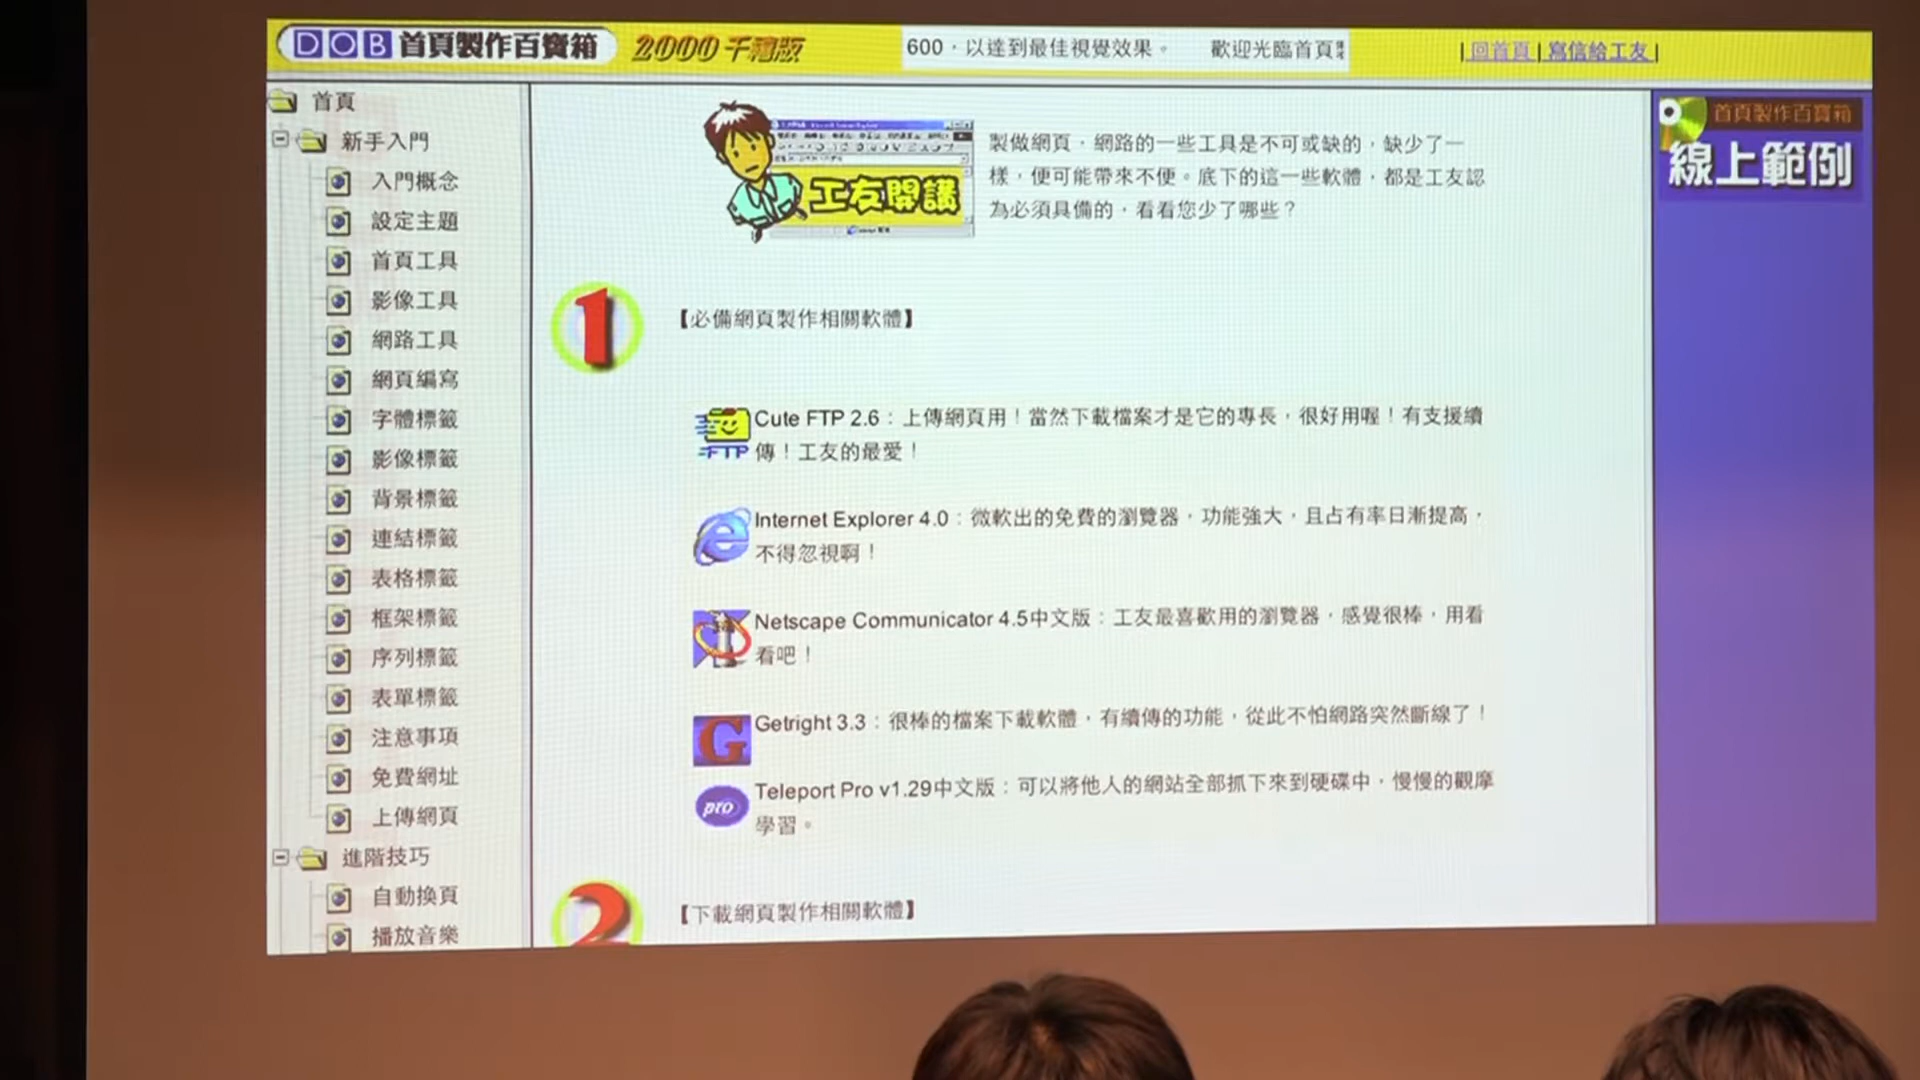 DOB 首頁製作百寶箱 2000 千禧版
600，以達到最佳視覺效果。 歡迎光臨首頁
| 回首頁 | 寫信給工友 |
首頁
新手入門
入門概念
設定主題
首頁工具
影像工具
網路工具
網頁編寫
字體標籤
影像標籤
背景標籤
連結標籤
表格標籤
框架標籤
序列標籤
表單標籤
注意事項
免費網址
上傳網頁
進階技巧
自動換頁
播放音樂
工友開講
製做網頁，網路的一些工具是不可或缺的，缺少了一
樣，便可能帶來不便。底下的這一些軟體，都是工友認
為必須具備的，看看您少了哪些？
1
【必備網頁製作相關軟體】
FTP
Cute FTP 2.6：上傳網頁用！當然下載檔案才是它的專長，很好用喔！有支援續
傳！工友的最愛！
Internet Explorer 4.0：微軟出的免費的瀏覽器，功能強大，且占有率日漸提高，
不得忽視啊！
Netscape Communicator 4.5中文版：工友最喜歡用的瀏覽器，感覺很棒，用看
看吧！
G
Getright 3.3：很棒的檔案下載軟體，有續傳的功能，從此不怕網路突然斷線了！
pro
Teleport Pro v1.29中文版：可以將他人的網站全部抓下來到硬碟中，慢慢的觀摩
學習。
2
【下載網頁製作相關軟體】
首頁製作百寶箱
線上範例